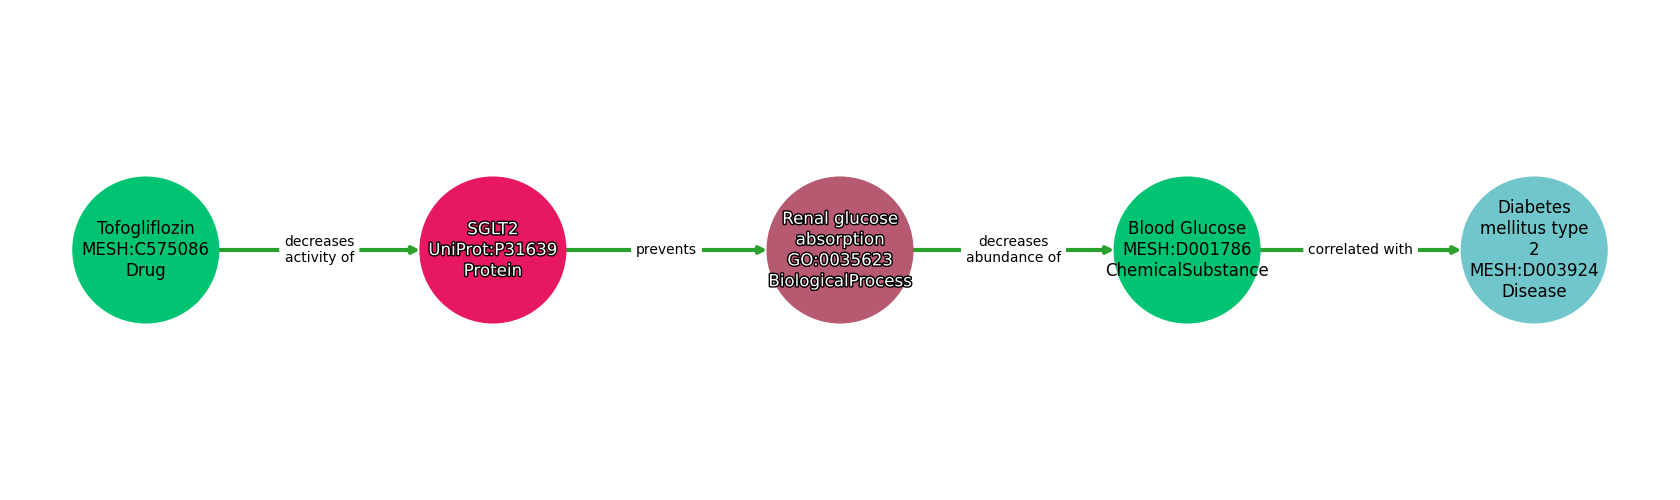 Tofogliflozin
MESH:C575086
Drug
decreases
activity of
SGLT2
UniProt:P31639
Protein
prevents
Renal glucose
absorption
GO:0035623
BiologicalProcess
decreases
abundance of
Blood Glucose
MESH:D001786
ChemicalSubstance
correlated with
Diabetes
mellitus type
2
MESH:D003924
Disease